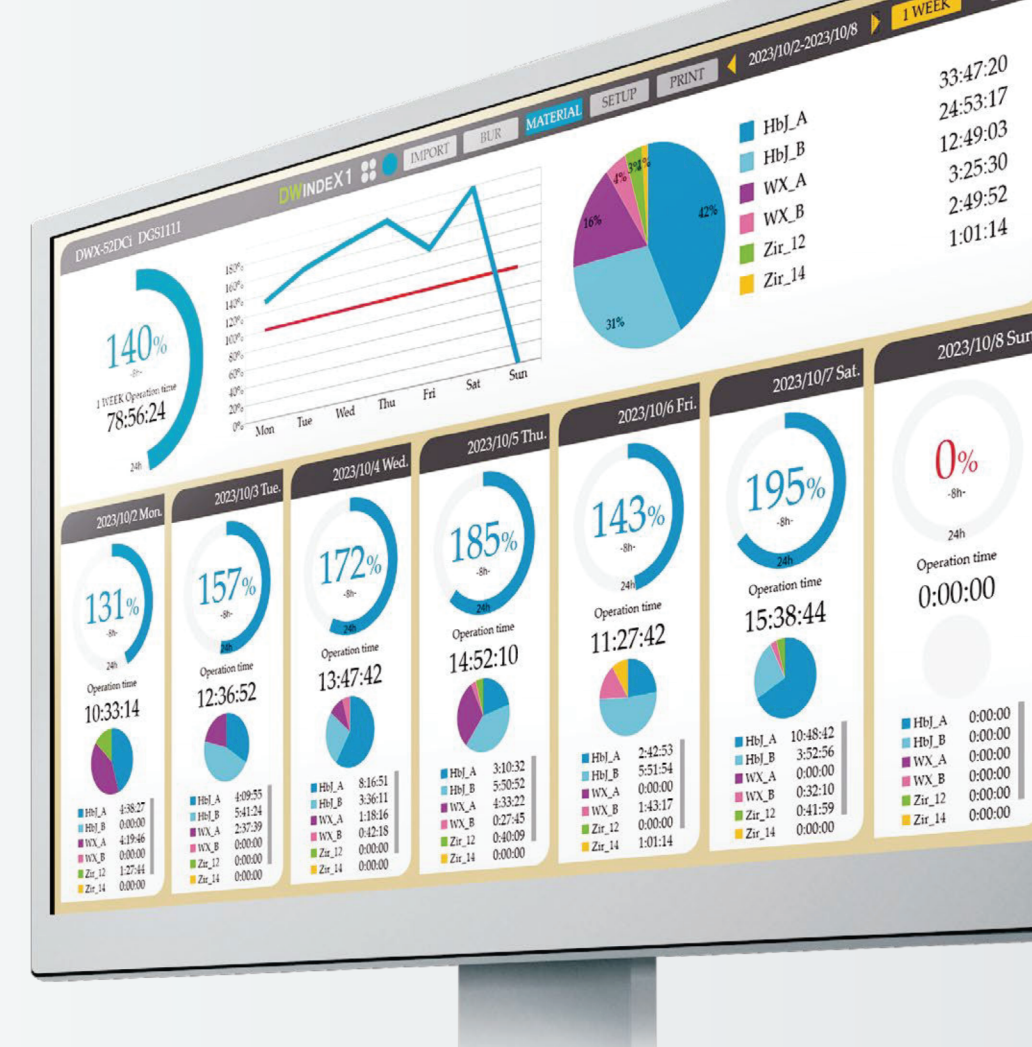 DWX-52DCi DGS1111
DWINDEX1
IMPORT
BUR
MATERIAL
SETUP
PRINT
2023/10/2-2023/10/8
1 WEEK
140%
-8h-
1 WEEK Operation time
78:56:24
24h
180%
160%
140%
120%
100%
80%
60%
40%
20%
0%
Mon Tue Wed Thu Fri Sat Sun
42%
31%
16%
4%
3%
1%
HbJ_A 33:47:20
HbJ_B 24:53:17
WX_A 12:49:03
WX_B 3:25:30
Zir_12 2:49:52
Zir_14 1:01:14
2023/10/2 Mon.
131%
-8h-
24h
Operation time
10:33:14
HbJ_A 4:38:27
HbJ_B 0:00:00
WX_A 4:19:46
WX_B 0:00:00
Zir_12 1:27:44
Zir_14 0:00:00
2023/10/3 Tue.
157%
-8h-
24h
Operation time
12:36:52
HbJ_A 4:09:55
HbJ_B 5:41:24
WX_A 2:37:39
WX_B 0:00:00
Zir_12 0:00:00
Zir_14 0:00:00
2023/10/4 Wed.
172%
-8h-
24h
Operation time
13:47:42
HbJ_A 8:16:51
HbJ_B 3:36:11
WX_A 1:18:16
WX_B 0:42:18
Zir_12 0:00:00
Zir_14 0:00:00
2023/10/5 Thu.
185%
-8h-
24h
Operation time
14:52:10
HbJ_A 3:10:32
HbJ_B 5:50:52
WX_A 4:33:22
WX_B 0:27:45
Zir_12 0:40:09
Zir_14 0:00:00
2023/10/6 Fri.
143%
-8h-
24h
Operation time
11:27:42
HbJ_A 2:42:53
HbJ_B 5:51:54
WX_A 0:00:00
WX_B 1:43:17
Zir_12 0:00:00
Zir_14 1:01:14
2023/10/7 Sat.
195%
-8h-
24h
Operation time
15:38:44
HbJ_A 10:48:42
HbJ_B 3:52:56
WX_A 0:00:00
WX_B 0:32:10
Zir_12 0:41:59
Zir_14 0:00:00
2023/10/8 Sun
0%
-8h-
24h
Operation time
0:00:00
HbJ_A 0:00:00
HbJ_B 0:00:00
WX_A 0:00:00
WX_B 0:00:00
Zir_12 0:00:00
Zir_14 0:00:00